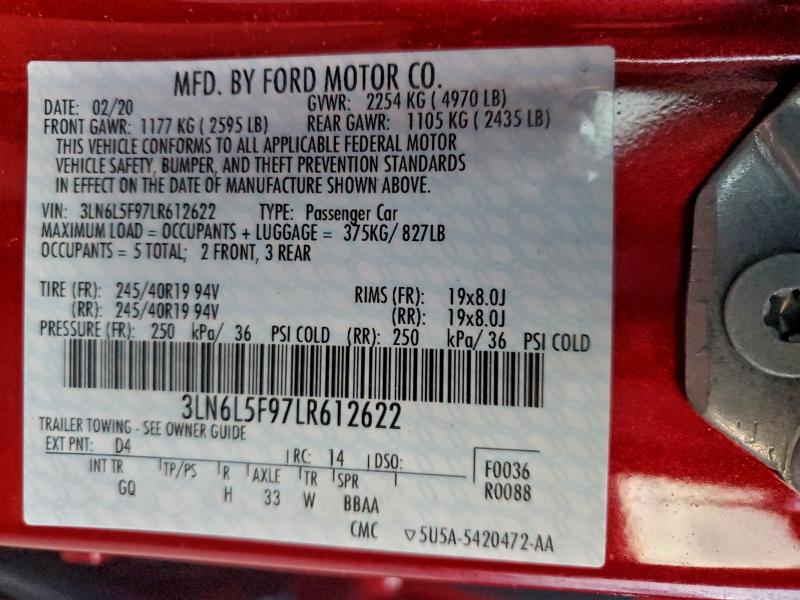 MFD. BY FORD MOTOR CO.
DATE: 02/20 GVWR: 2254 KG ( 4970 LB)
FRONT GAWR: 1177 KG ( 2595 LB) REAR GAWR: 1105 KG ( 2435 LB)
THIS VEHICLE CONFORMS TO ALL APPLICABLE FEDERAL MOTOR
VEHICLE SAFETY, BUMPER, AND THEFT PREVENTION STANDARDS
IN EFFECT ON THE DATE OF MANUFACTURE SHOWN ABOVE.
VIN: 3LN6L5F97LR612622 TYPE: Passenger Car
MAXIMUM LOAD = OCCUPANTS + LUGGAGE = 375KG/ 827LB
OCCUPANTS = 5 TOTAL; 2 FRONT, 3 REAR
TIRE (FR): 245/40R19 94V RIMS (FR): 19x8.0J
(RR): 245/40R19 94V (RR): 19x8.0J
PRESSURE (FR): 250 kPa/ 36 PSI COLD (RR): 250 kPa/ 36 PSI COLD
3LN6L5F97LR612622
TRAILER TOWING - SEE OWNER GUIDE
EXT PNT: D4 RC: 14 DSO: F0036
INT TR TP/PS R AXLE TR SPR R0088
GQ H 33 W BBAA
CMC ▽5U5A-5420472-AA